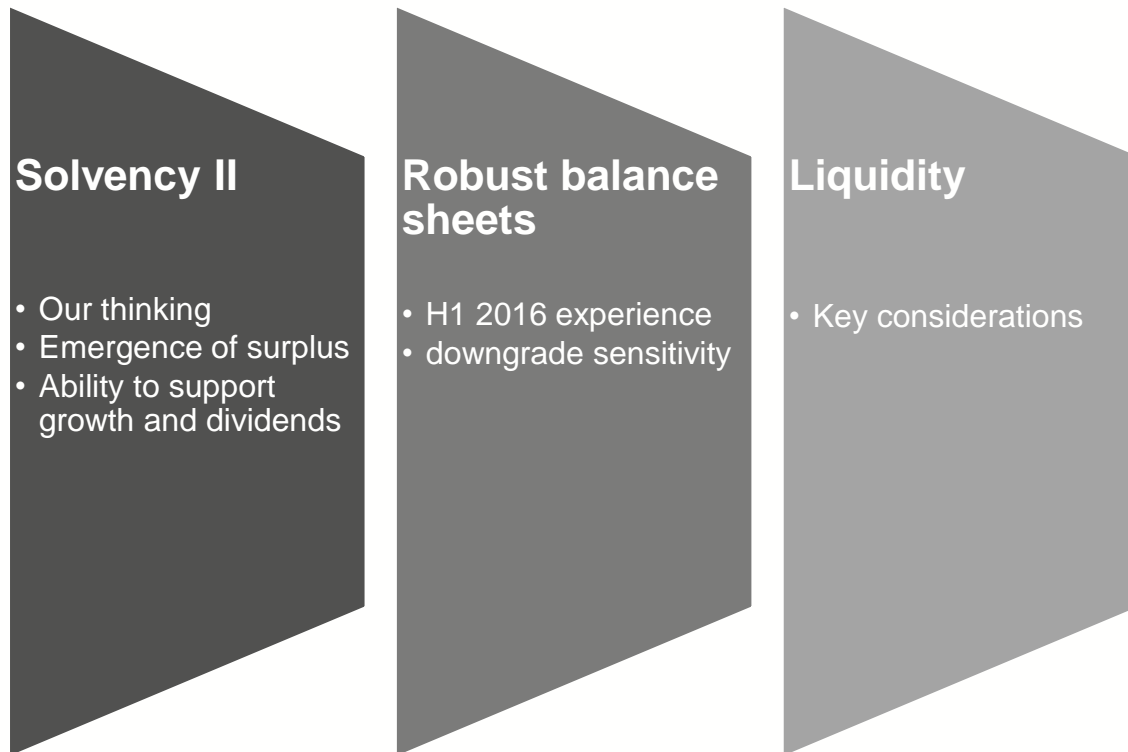 Solvency II
• Our thinking
• Emergence of surplus
• Ability to support
growth and dividends
Robust balance
sheets
• H1 2016 experience
• downgrade sensitivity
Liquidity
• Key considerations